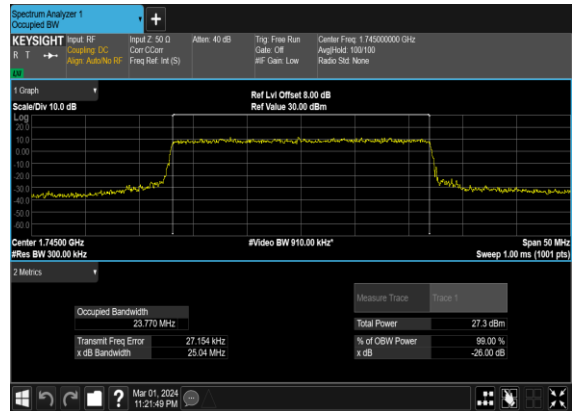 Spectrum Analyzer 1
Occupied BW
+
KEYSIGHT Input: RF Input Z: 50 Ω Atten: 40 dB Trig: Free Run Center Freq: 1.745000000 GHz
R T Coupling: DC Corr CCorr Gate: Off Avg|Hold: 100/100
Align: Auto/No RF Freq Ref: Int (S) #IF Gain: Low Radio Std: None
1 Graph
Ref Lvl Offset 8.00 dB
Scale/Div 10.0 dB Ref Value 30.00 dBm
Log
20.0
10.0
0.00
-10.0
-20.0
-30.0
-40.0
-50.0
-60.0
Center 1.74500 GHz #Video BW 910.00 kHz* Span 50 MHz
#Res BW 300.00 kHz Sweep 1.00 ms (1001 pts)
2 Metrics
Measure Trace Trace 1
Occupied Bandwidth
23.770 MHz Total Power 27.3 dBm
Transmit Freq Error 27.154 kHz % of OBW Power 99.00 %
x dB Bandwidth 25.04 MHz x dB -26.00 dB
? Mar 01, 2024
11:21:49 PM